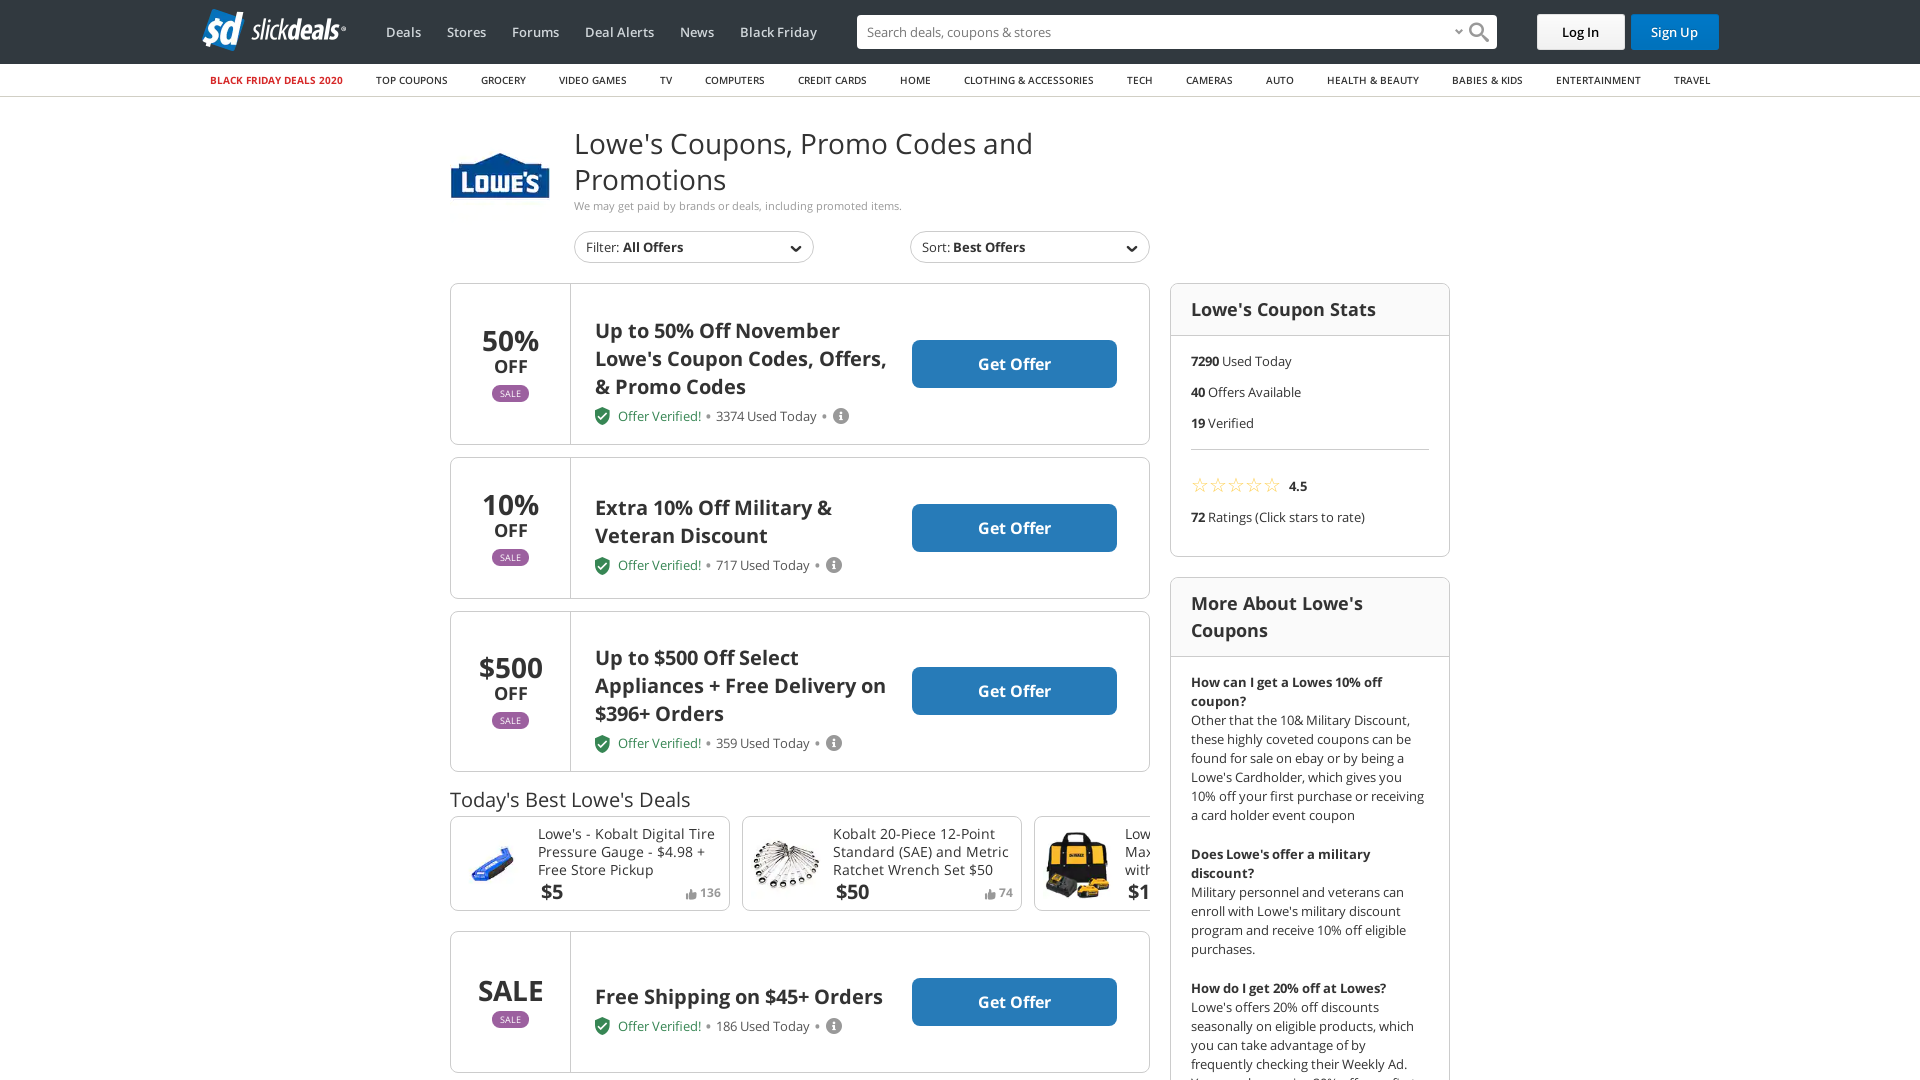 sd slickdeals®
Deals
Stores
Forums
Deal Alerts
News
Black Friday
Search deals, coupons & stores
Log In
Sign Up
BLACK FRIDAY DEALS 2020
TOP COUPONS
GROCERY
VIDEO GAMES
TV
COMPUTERS
CREDIT CARDS
HOME
CLOTHING & ACCESSORIES
TECH
CAMERAS
AUTO
HEALTH & BEAUTY
BABIES & KIDS
ENTERTAINMENT
TRAVEL
LOWE'S
Lowe's Coupons, Promo Codes and
Promotions
We may get paid by brands or deals, including promoted items.
Filter: All Offers
Sort: Best Offers
50%
OFF
SALE
Up to 50% Off November
Lowe's Coupon Codes, Offers,
& Promo Codes
Offer Verified! • 3374 Used Today •
Get Offer
10%
OFF
SALE
Extra 10% Off Military &
Veteran Discount
Offer Verified! • 717 Used Today •
Get Offer
$500
OFF
SALE
Up to $500 Off Select
Appliances + Free Delivery on
$396+ Orders
Offer Verified! • 359 Used Today •
Get Offer
Today's Best Lowe's Deals
Lowe's - Kobalt Digital Tire
Pressure Gauge - $4.98 +
Free Store Pickup
$5
136
Kobalt 20-Piece 12-Point
Standard (SAE) and Metric
Ratchet Wrench Set $50
$50
74
Low
Max
with
$1
SALE
SALE
Free Shipping on $45+ Orders
Offer Verified! • 186 Used Today •
Get Offer
Lowe's Coupon Stats
7290 Used Today
40 Offers Available
19 Verified
☆☆☆☆☆ 4.5
72 Ratings (Click stars to rate)
More About Lowe's
Coupons
How can I get a Lowes 10% off
coupon?
Other that the 10& Military Discount,
these highly coveted coupons can be
found for sale on ebay or by being a
Lowe's Cardholder, which gives you
10% off your first purchase or receiving
a card holder event coupon
Does Lowe's offer a military
discount?
Military personnel and veterans can
enroll with Lowe's military discount
program and receive 10% off eligible
purchases.
How do I get 20% off at Lowes?
Lowe's offers 20% off discounts
seasonally on eligible products, which
you can take advantage of by
frequently checking their Weekly Ad.